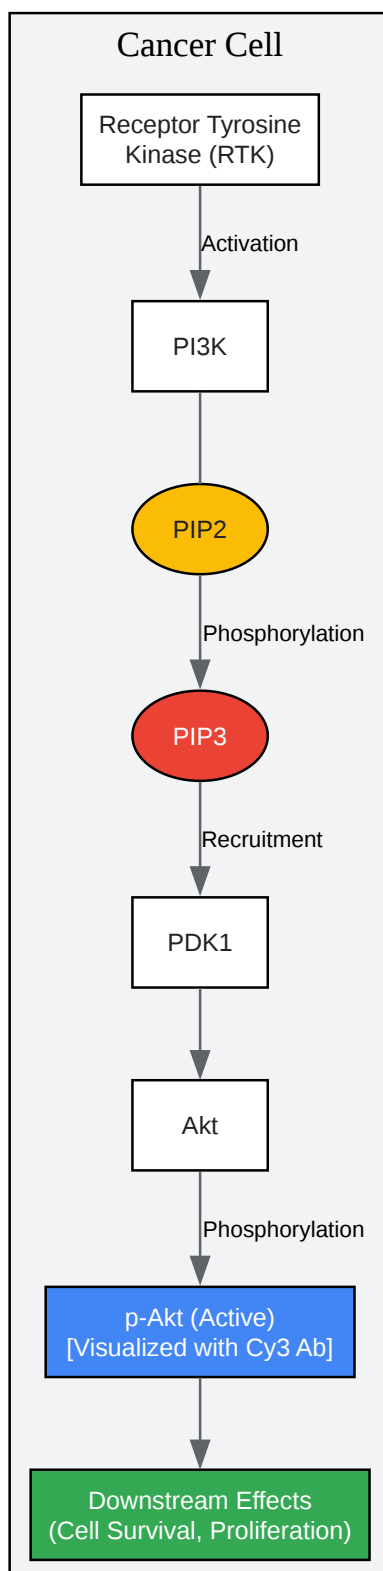 Cancer Cell
Receptor Tyrosine
Kinase (RTK)
Activation
PI3K
PIP2
Phosphorylation
PIP3
Recruitment
PDK1
Akt
Phosphorylation
p-Akt (Active)
[Visualized with Cy3 Ab]
Downstream Effects
(Cell Survival, Proliferation)